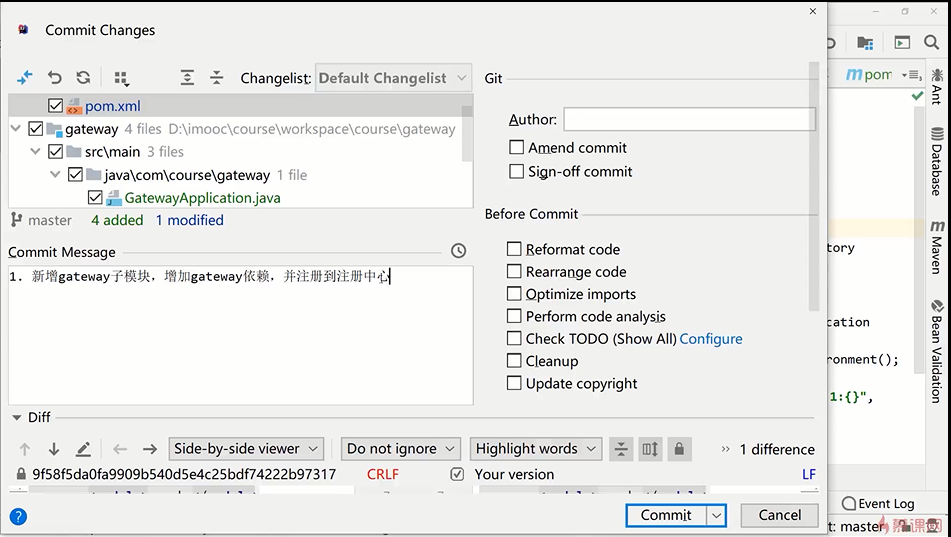 Commit Changes
Changelist: Default Changelist
pom.xml
gateway 4 files D:\imooc\course\workspace\course\gateway
src\main 3 files
java\com\course\gateway 1 file
GatewayApplication.java
master 4 added 1 modified
Commit Message
1. 新增gateway子模块，增加gateway依赖，并注册到注册中心
Git
Author:
Amend commit
Sign-off commit
Before Commit
Reformat code
Rearrange code
Optimize imports
Perform code analysis
Check TODO (Show All) Configure
Cleanup
Update copyright
Diff
Side-by-side viewer Do not ignore Highlight words 1 difference
9f58f5da0fa9909b540d5e4c25bdf74222b97317 CRLF Your version LF
Commit Cancel
pom
tory
cation
ronment();
1:{}",
Ant
Database
Maven
Bean Validation
Event Log
t: master
慕课网